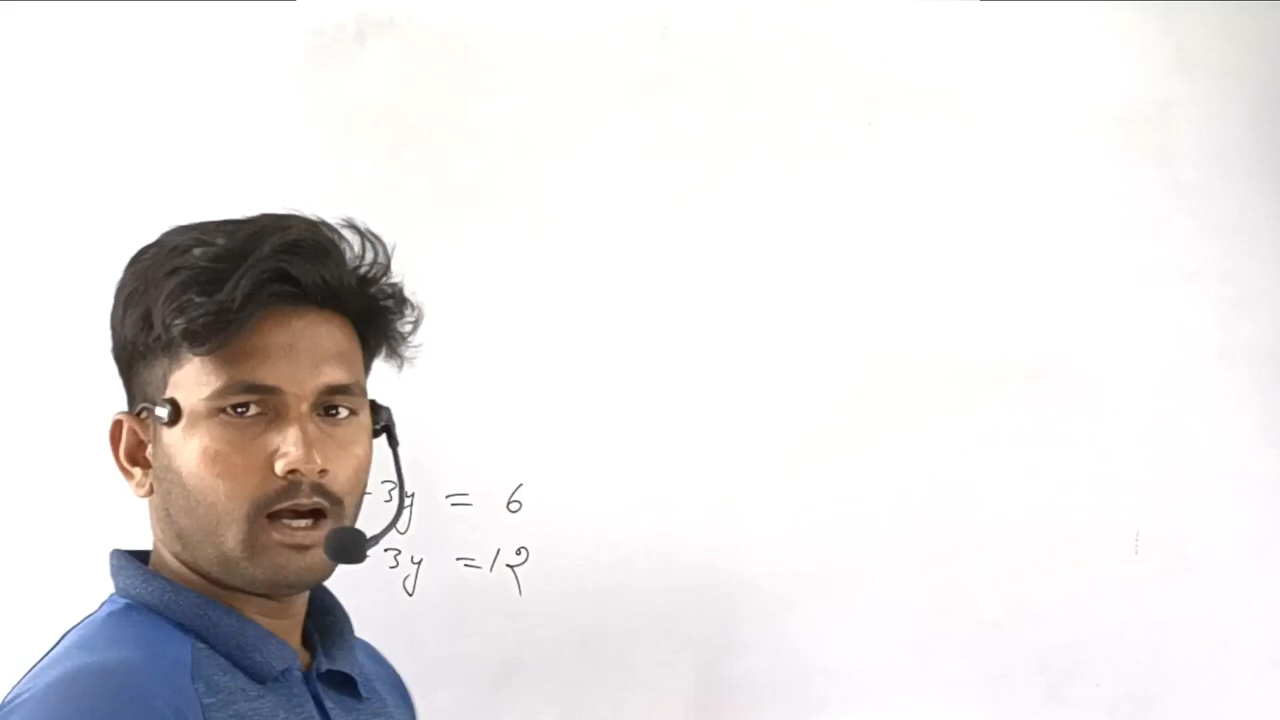 - 3y = 6
3y = 12